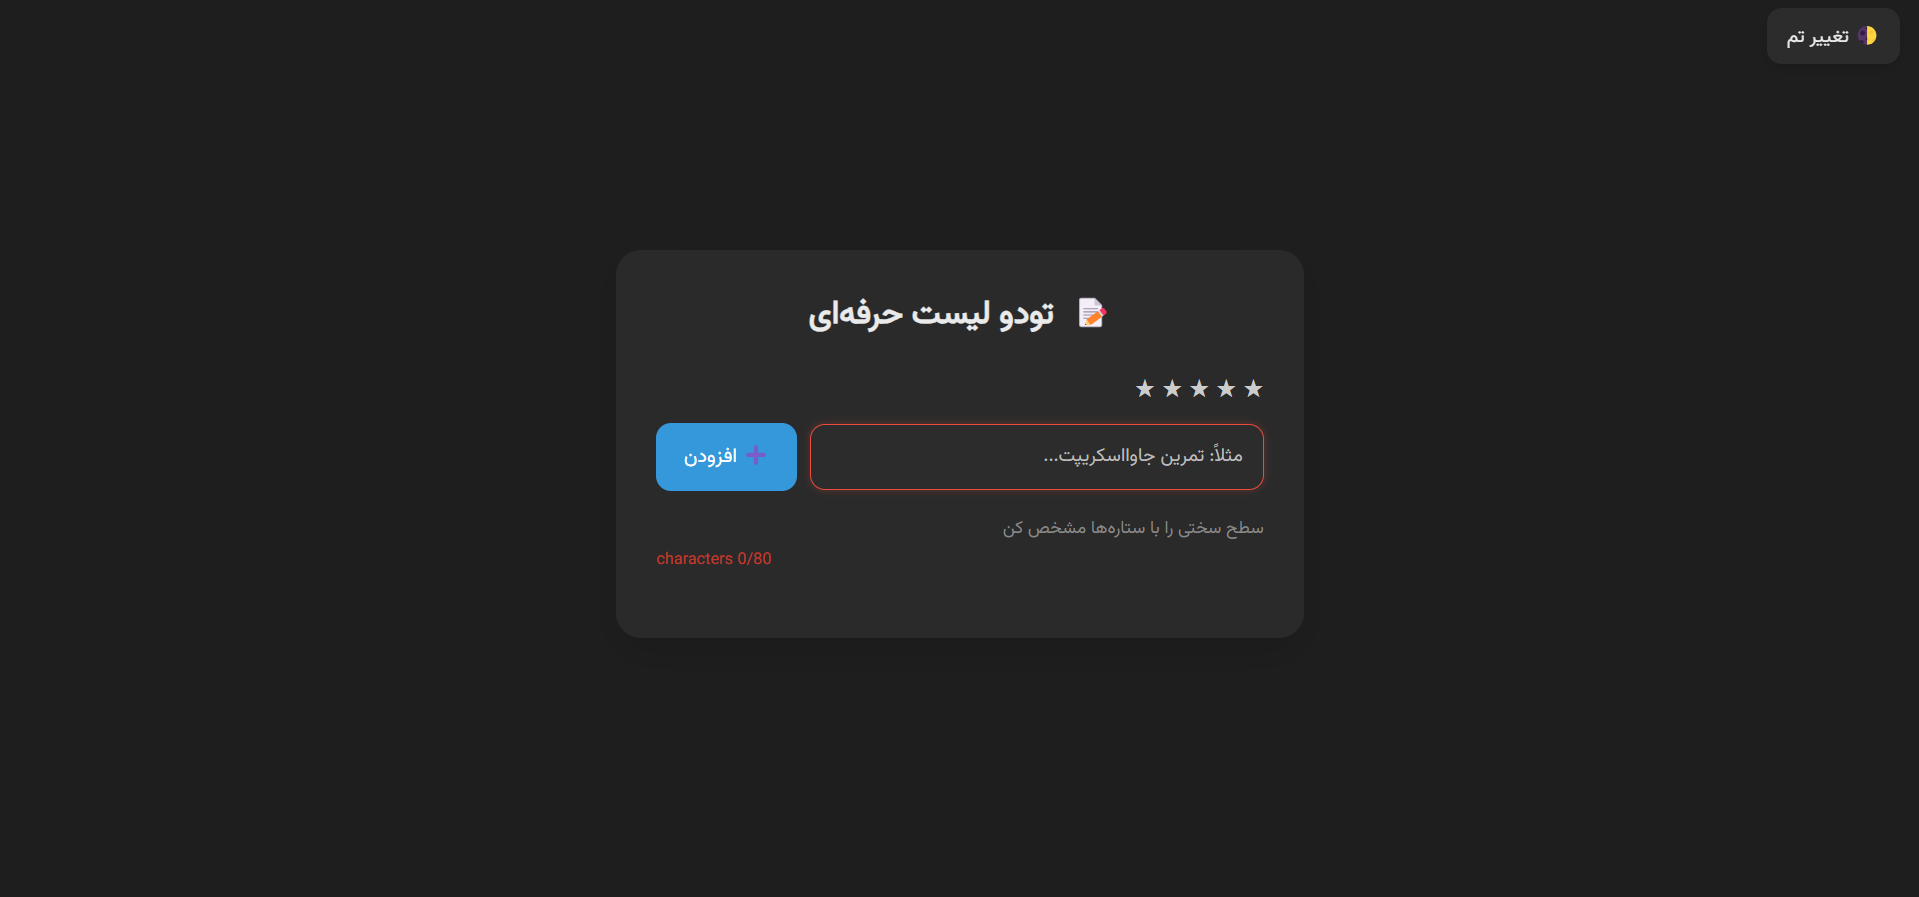 تغییر تم
تودو لیست حرفه‌ای
مثلاً: تمرین جاوااسکریپت...
افزودن
سطح سختی را با ستاره‌ها مشخص کن
characters 0/80